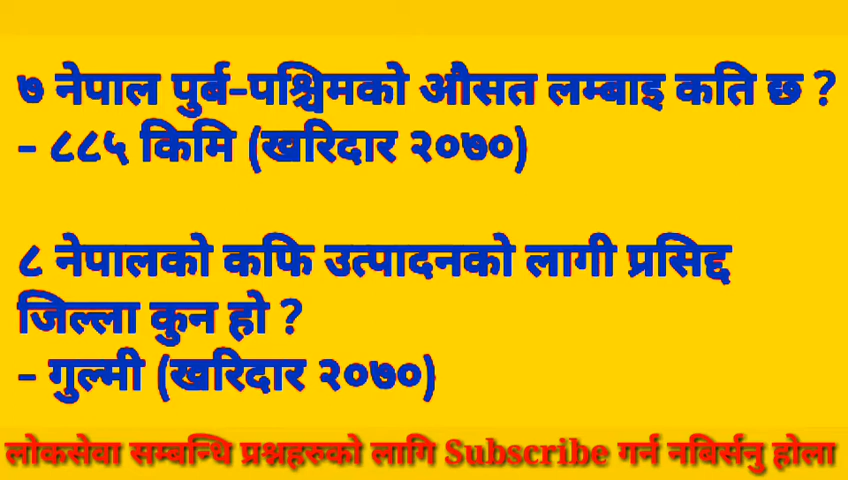 ७ नेपाल पुर्ब-पश्चिमको औसत लम्बाइ कति छ ?
- ८८५ किमि (खरिदार २०७०)
८ नेपालको कफि उत्पादनको लागी प्रसिद्द
जिल्ला कुन हो ?
- गुल्मी (खरिदार २०७०)
लोकसेवा सम्बन्धि प्रश्नहरुको लागि Subscribe गर्न नबिर्सनु होला